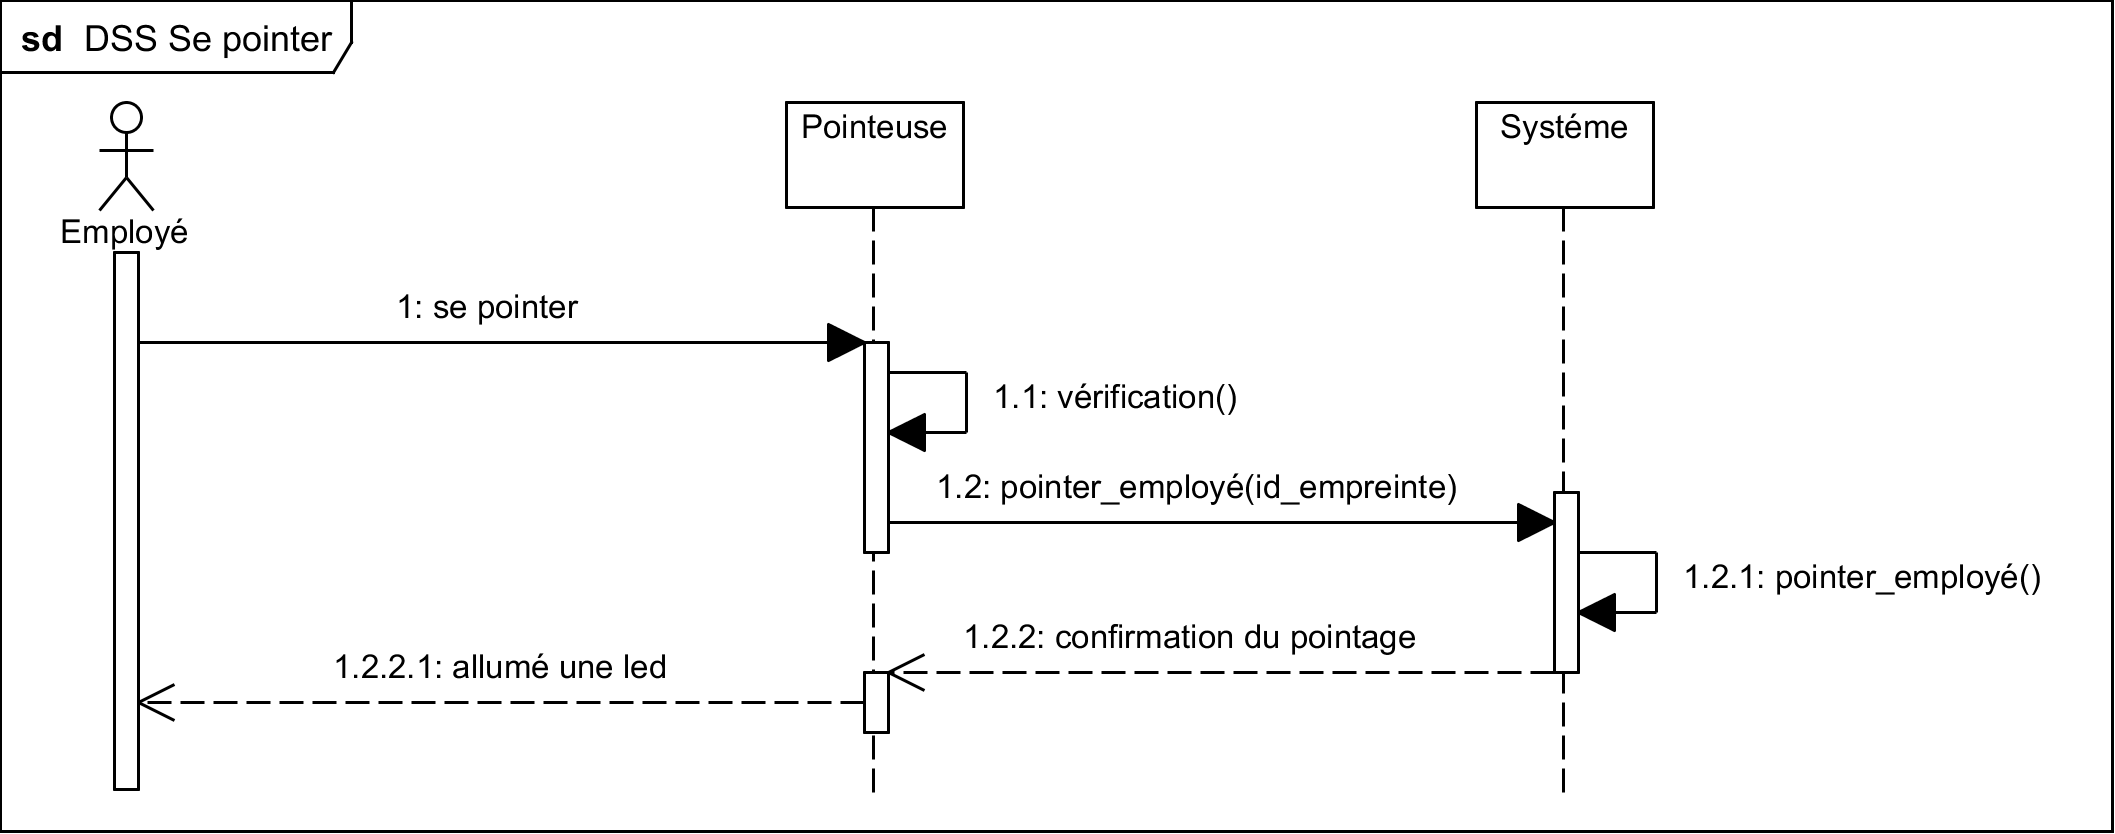 sd DSS Se pointer
Pointeuse
Systéme
Employé
1: se pointer
1.1: vérification()
1.2: pointer_employé(id_empreinte)
1.2.1: pointer_employé()
1.2.2: confirmation du pointage
1.2.2.1: allumé une led